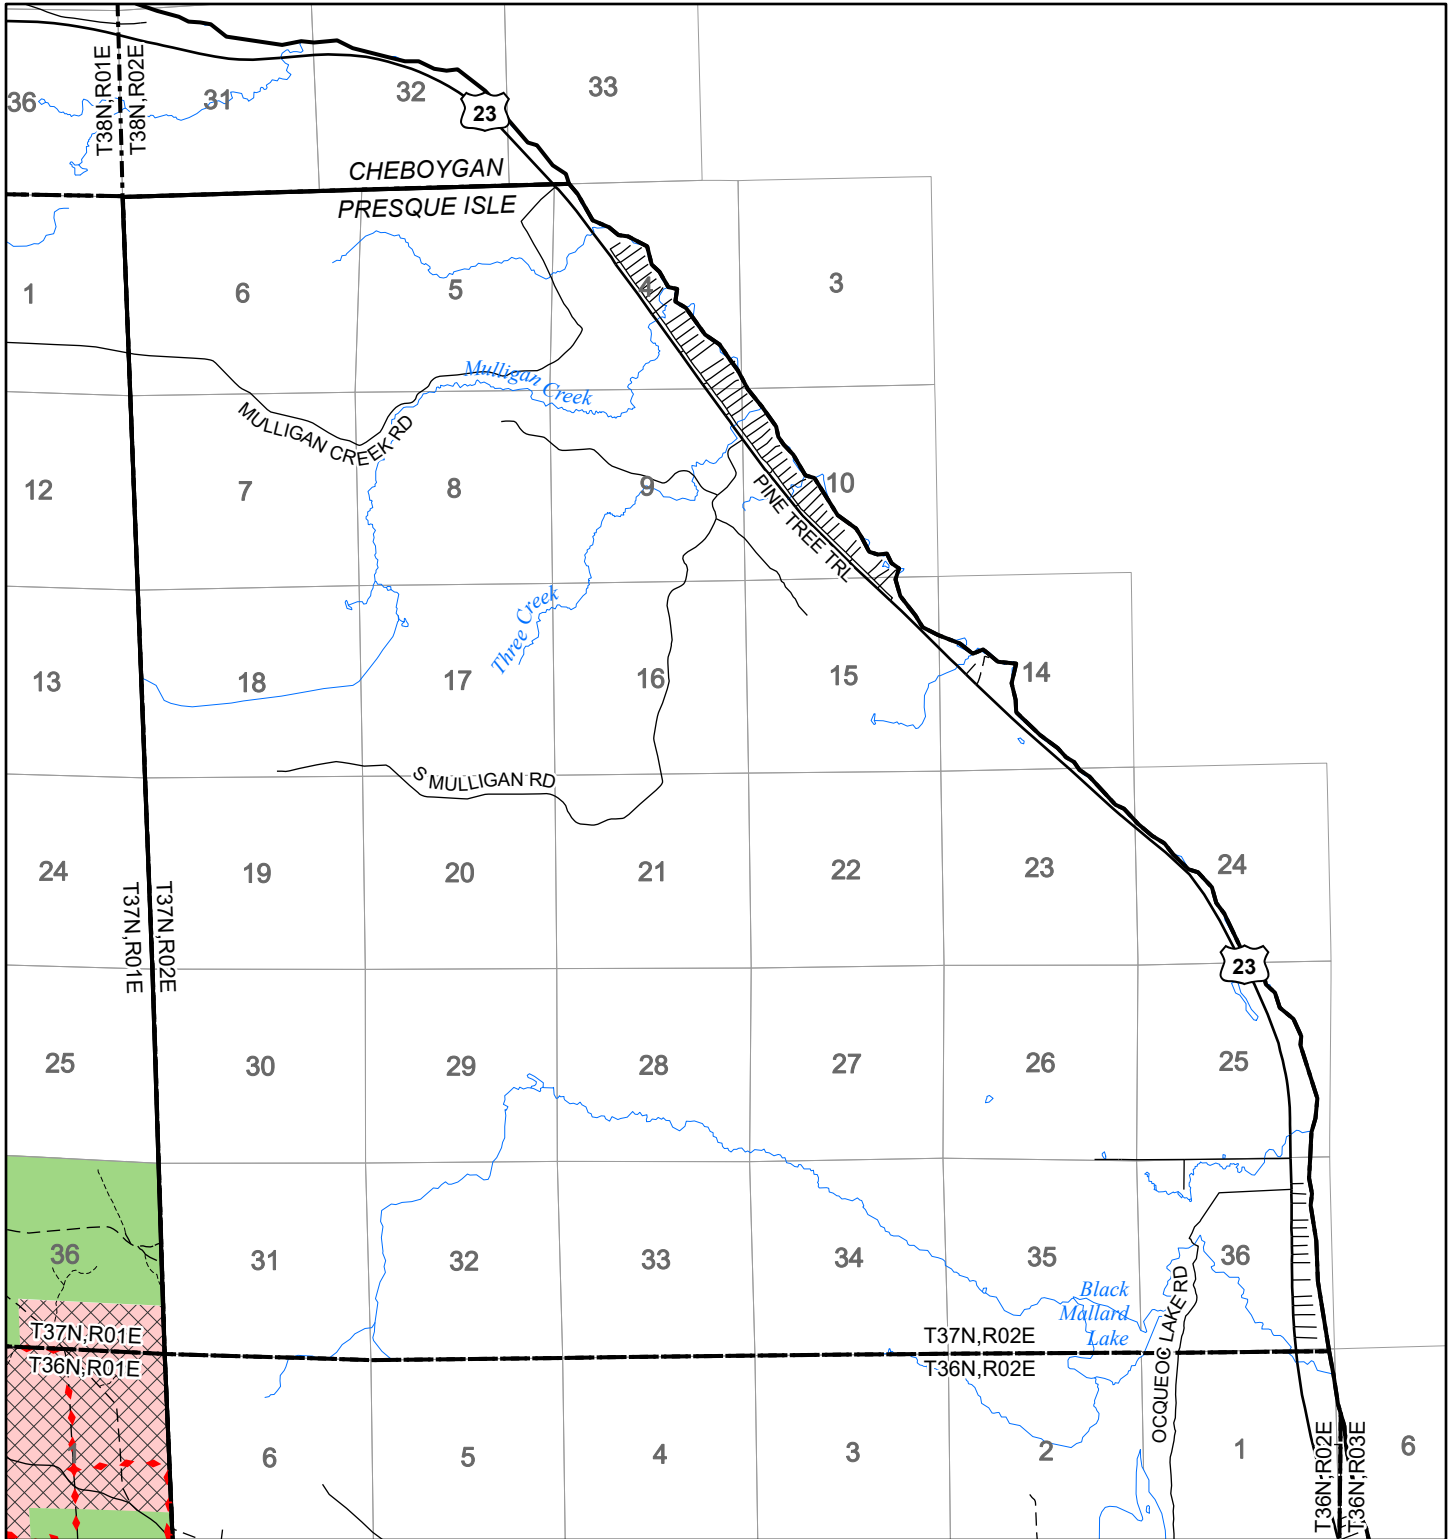 T38N,R01E
T38N,R02E
36
31
32
33
23
CHEBOYGAN
PRESQUE ISLE
1
6
5
4
3
Mulligan Creek
MULLIGAN CREEK RD
12
7
8
9
10
PINE TREE TRL
Three Creek
13
18
17
16
15
14
S MULLIGAN RD
24
19
20
21
22
23
24
T37N,R01E
T37N,R02E
23
25
30
29
28
27
26
25
36
31
32
33
34
35
36
Black
Mallard
Lake
OCQUEOC LAKE RD
T37N,R01E
T36N,R01E
T37N,R02E
T36N,R02E
1
6
5
4
3
2
1
6
T36N,R02E
T36N,R03E